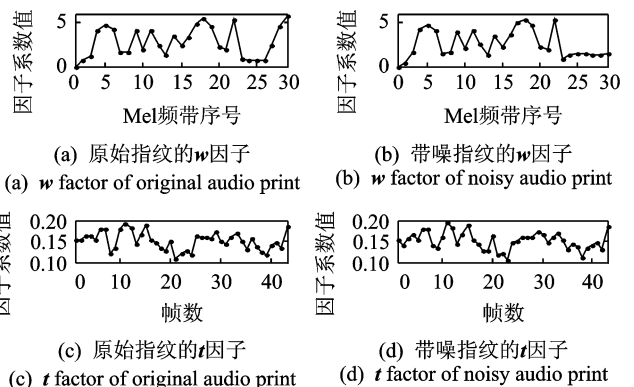 因子系数值
5
0
0 5 10 15 20 25 30
Mel频带序号
(a) 原始指纹的w因子
(a) w factor of original audio print
因子系数值
5
0
0 5 10 15 20 25 30
Mel频带序号
(b) 带噪指纹的w因子
(b) w factor of noisy audio print
因子系数值
0.20
0.15
0.10
0 10 20 30 40
帧数
(c) 原始指纹的t因子
(c) t factor of original audio print
因子系数值
0.20
0.15
0.10
0 10 20 30 40
帧数
(d) 带噪指纹的t因子
(d) t factor of noisy audio print